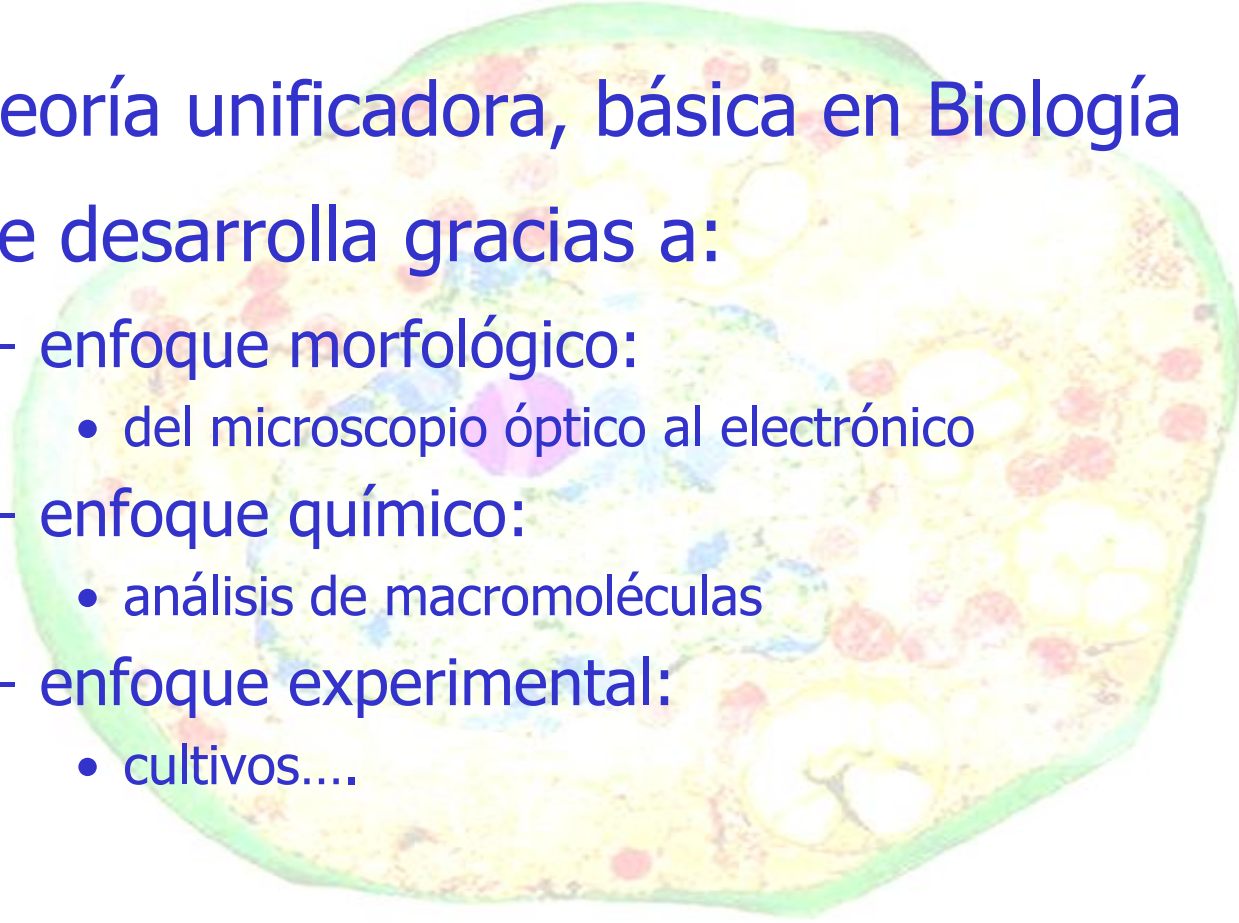 eoría unificadora, básica en Biología
e desarrolla gracias a:
- enfoque morfológico:
• del microscopio óptico al electrónico
- enfoque químico:
• análisis de macromoléculas
- enfoque experimental:
• cultivos….